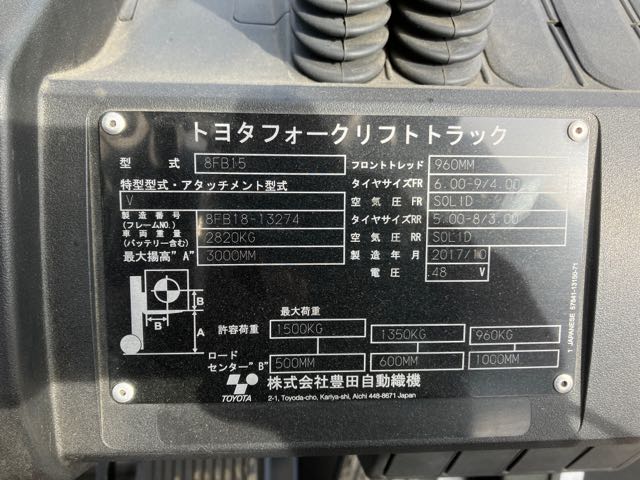 トヨタフォークリフトトラック
型式 8FB15 フロントトレッド 960MM
特型型式・アタッチメント型式 タイヤサイズFR 6.00-9/4.00
V 空気圧FR SOLID
製造番号 (フレームNO.) 8FB18-13274 タイヤサイズRR 5.00-8/3.00
車両重量 (バッテリー含む) 2820KG 空気圧RR SOLID
最大揚高"A" 3000MM 製造年月 2017/10
電圧 48 V
B
B
A
最大荷重
許容荷重 1500KG 1350KG 960KG
ロードセンター"B" 500MM 600MM 1000MM
TOYOTA 株式会社豊田自動織機
2-1, Toyoda-cho, Kariya-shi, Aichi 448-8671 Japan
1 JAPANESE 57841-13100-71